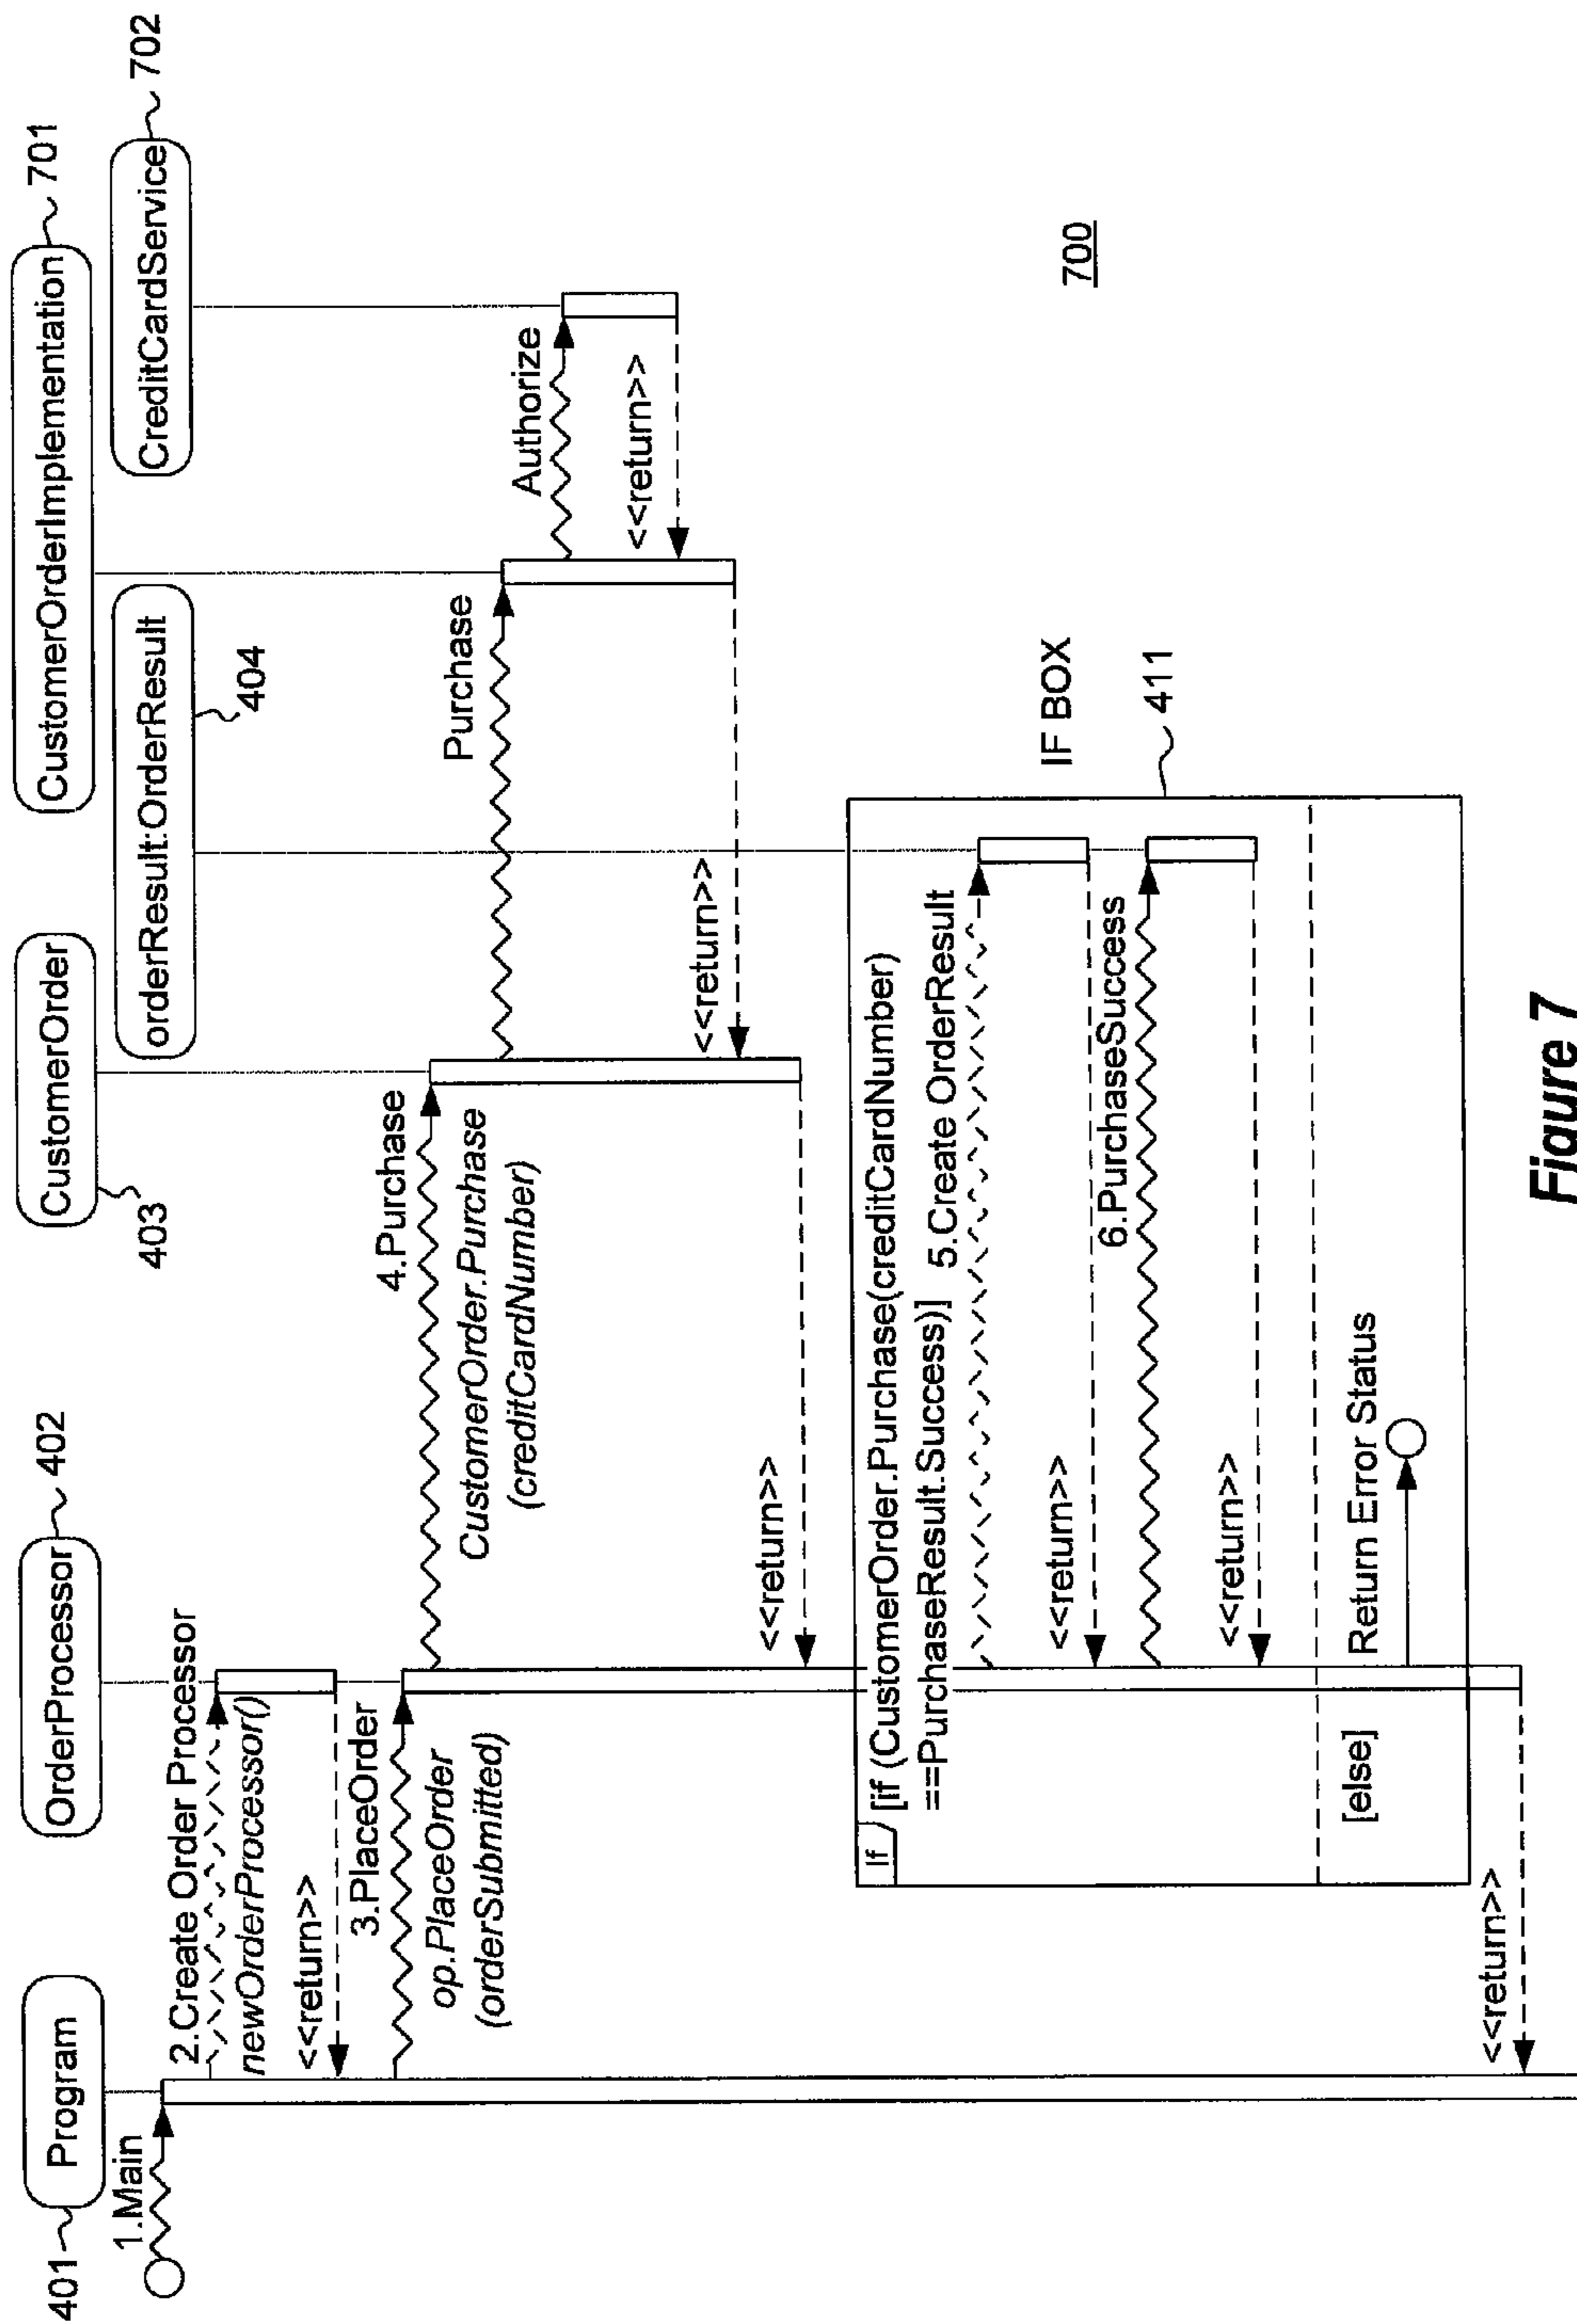 401
Program
OrderProcessor
402
CustomerOrder
403
orderResult:OrderResult
404
CustomerOrderImplementation
701
CreditCardService
702
1.Main
2.Create Order Processor
newOrderProcessor()
<<return>>
3.PlaceOrder
op.PlaceOrder
(orderSubmitted)
4.Purchase
CustomerOrder.Purchase
(creditCardNumber)
Purchase
Authorize
<<return>>
<<return>>
<<return>>
If
[if (CustomerOrder.Purchase(creditCardNumber)
==PurchaseResult.Success)]
5.Create OrderResult
<<return>>
6.PurchaseSuccess
<<return>>
IF BOX
411
[else]
Return Error Status
<<return>>
700
Figure 7